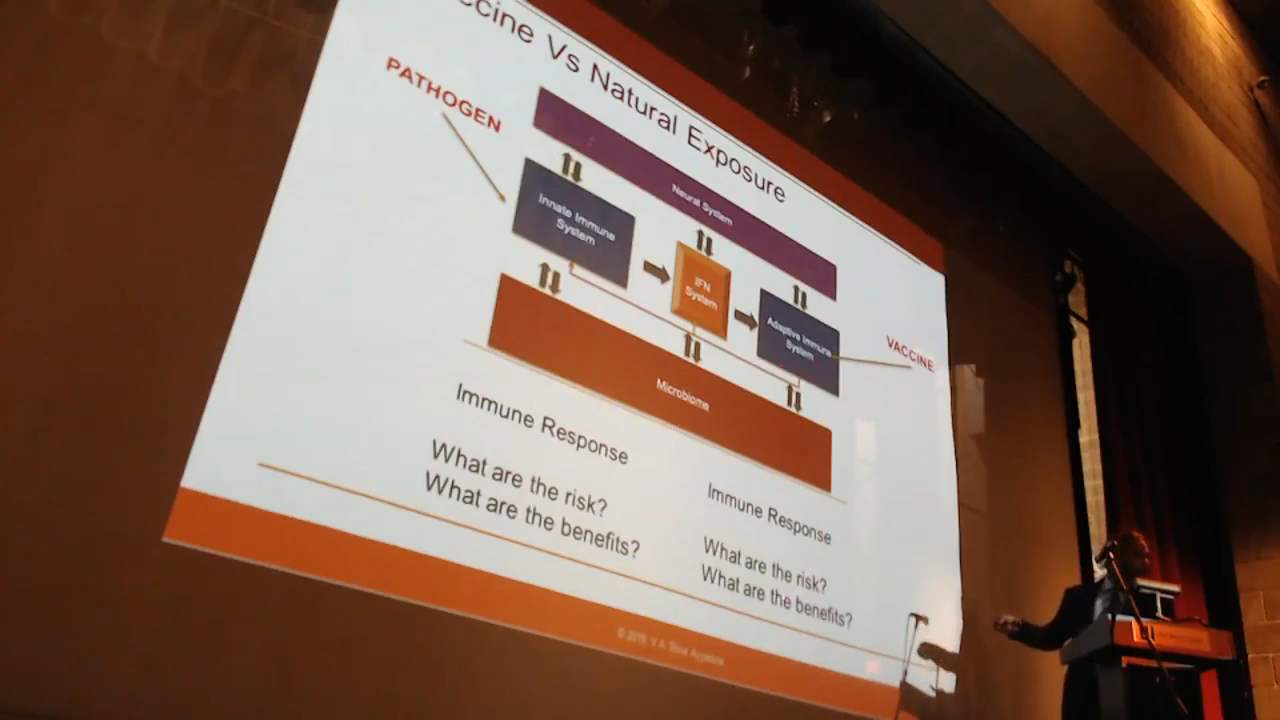 ccine Vs Natural Exposure
PATHOGEN
Neural System
Innate Immune
System
IFN
System
Adaptive Immune
System
VACCINE
Microbiome
Immune Response
What are the risk?
What are the benefits?
Immune Response
What are the risk?
What are the benefits?